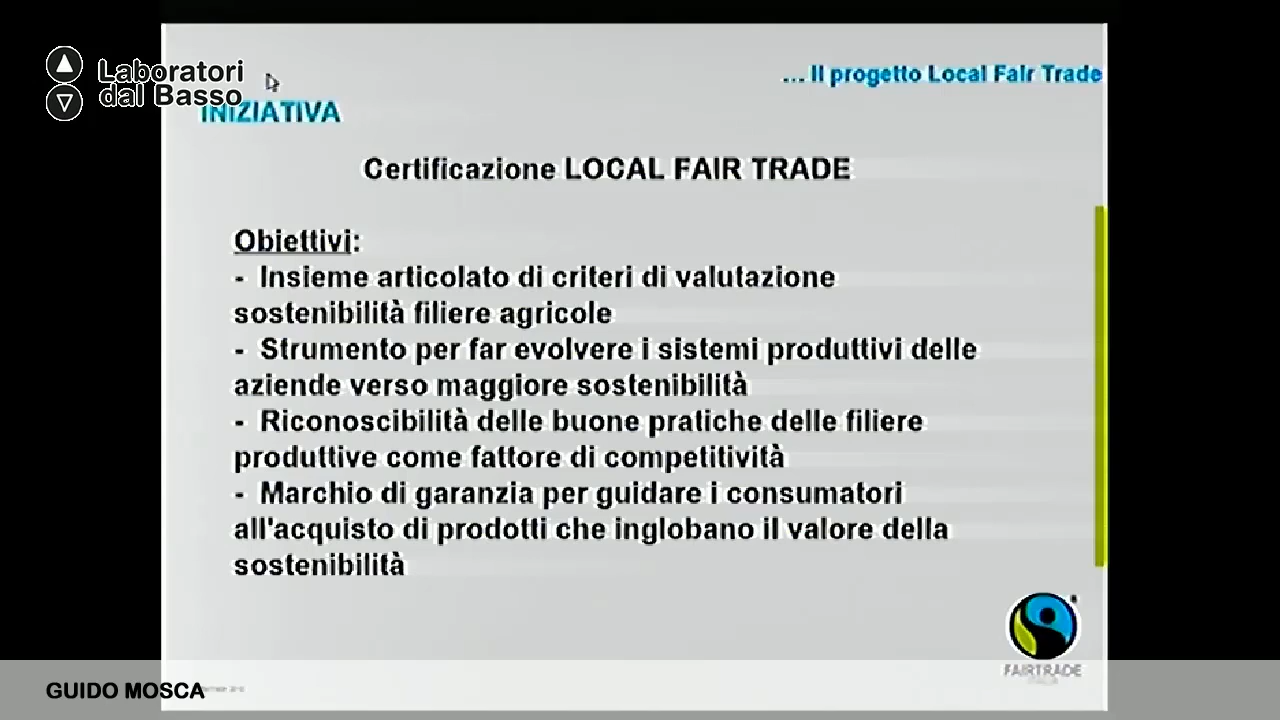 Laboratori
dal Basso
... Il progetto Local Fair Trade
INIZIATIVA
Certificazione LOCAL FAIR TRADE
Obiettivi:
- Insieme articolato di criteri di valutazione
sostenibilità filiere agricole
- Strumento per far evolvere i sistemi produttivi delle
aziende verso maggiore sostenibilità
- Riconoscibilità delle buone pratiche delle filiere
produttive come fattore di competitività
- Marchio di garanzia per guidare i consumatori
all'acquisto di prodotti che inglobano il valore della
sostenibilità
FAIRTRADE
GUIDO MOSCA